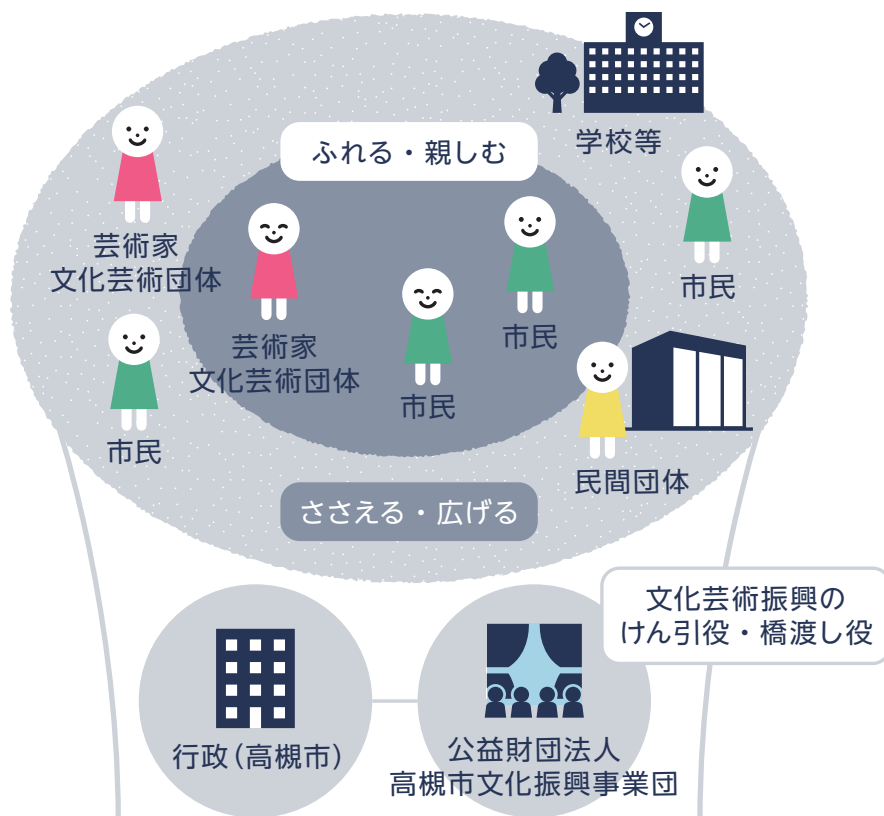 学校等
ふれる・親しむ
芸術家
文化芸術団体
市民
市民
芸術家
文化芸術団体
市民
市民
民間団体
ささえる・広げる
文化芸術振興の
けん引役・橋渡し役
行政(高槻市)
公益財団法人
高槻市文化振興事業団